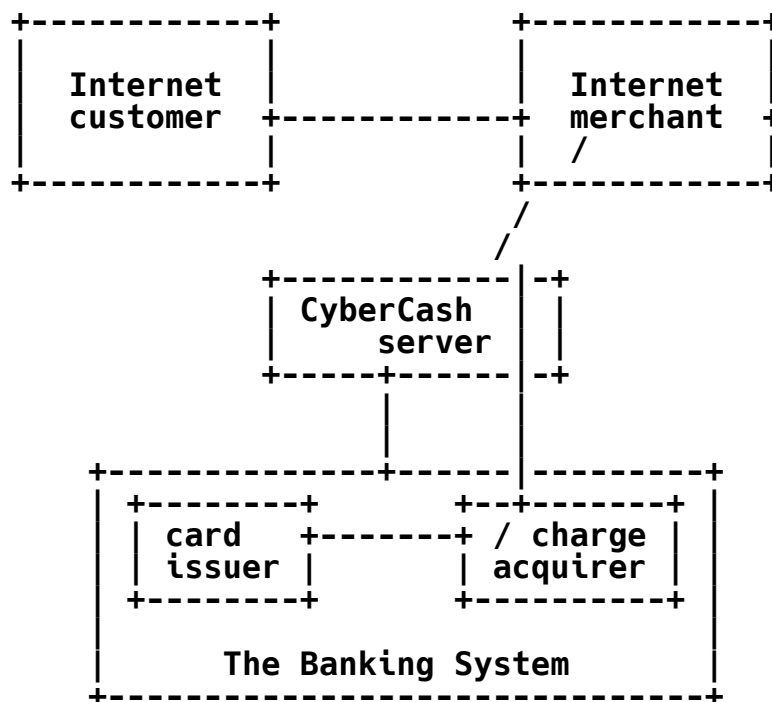 Internet Internet
customer merchant
/
/
/
CyberCash
server
card / charge
issuer acquirer
The Banking System